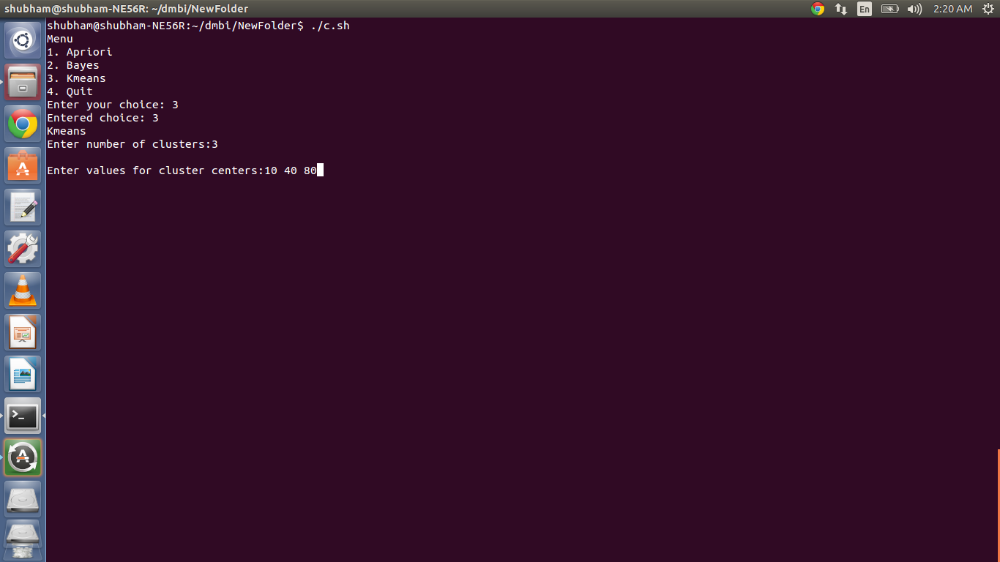 shubham@shubham-NE56R: ~/dmbi/NewFolder
En
2:20 AM
shubham@shubham-NE56R:~/dmbi/NewFolder$ ./c.sh
Menu
1. Apriori
2. Bayes
3. Kmeans
4. Quit
Enter your choice: 3
Entered choice: 3
Kmeans
Enter number of clusters:3
Enter values for cluster centers:10 40 80